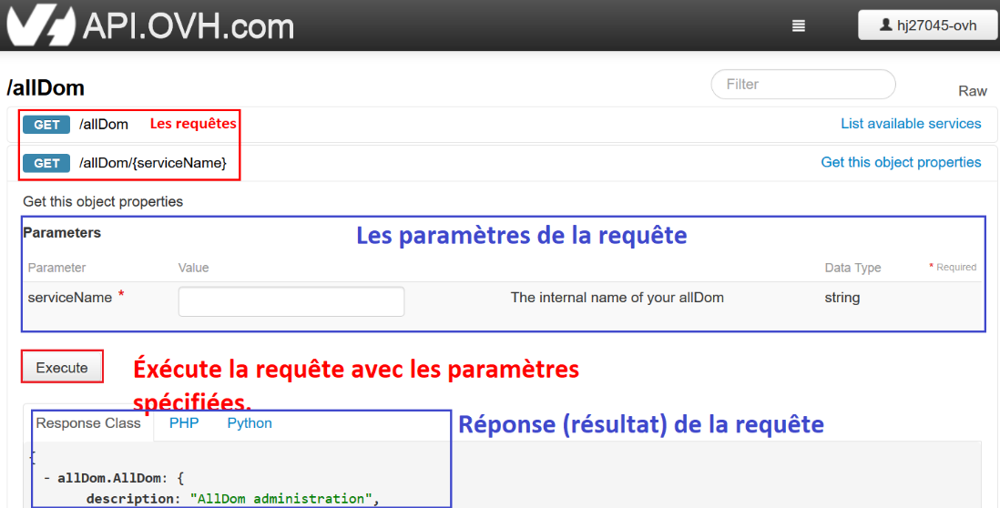 API.OVH.com
hj27045-ovh
/allDom
Filter
Raw
GET /allDom Les requêtes List available services
GET /allDom/{serviceName} Get this object properties
Get this object properties
Parameters Les paramètres de la requête
Parameter Value Data Type * Required
serviceName * The internal name of your allDom string
Execute Éxécute la requête avec les paramètres
spécifiées.
Response Class PHP Python Réponse (résultat) de la requête
{
- allDom.AllDom: {
description: "AllDom administration",